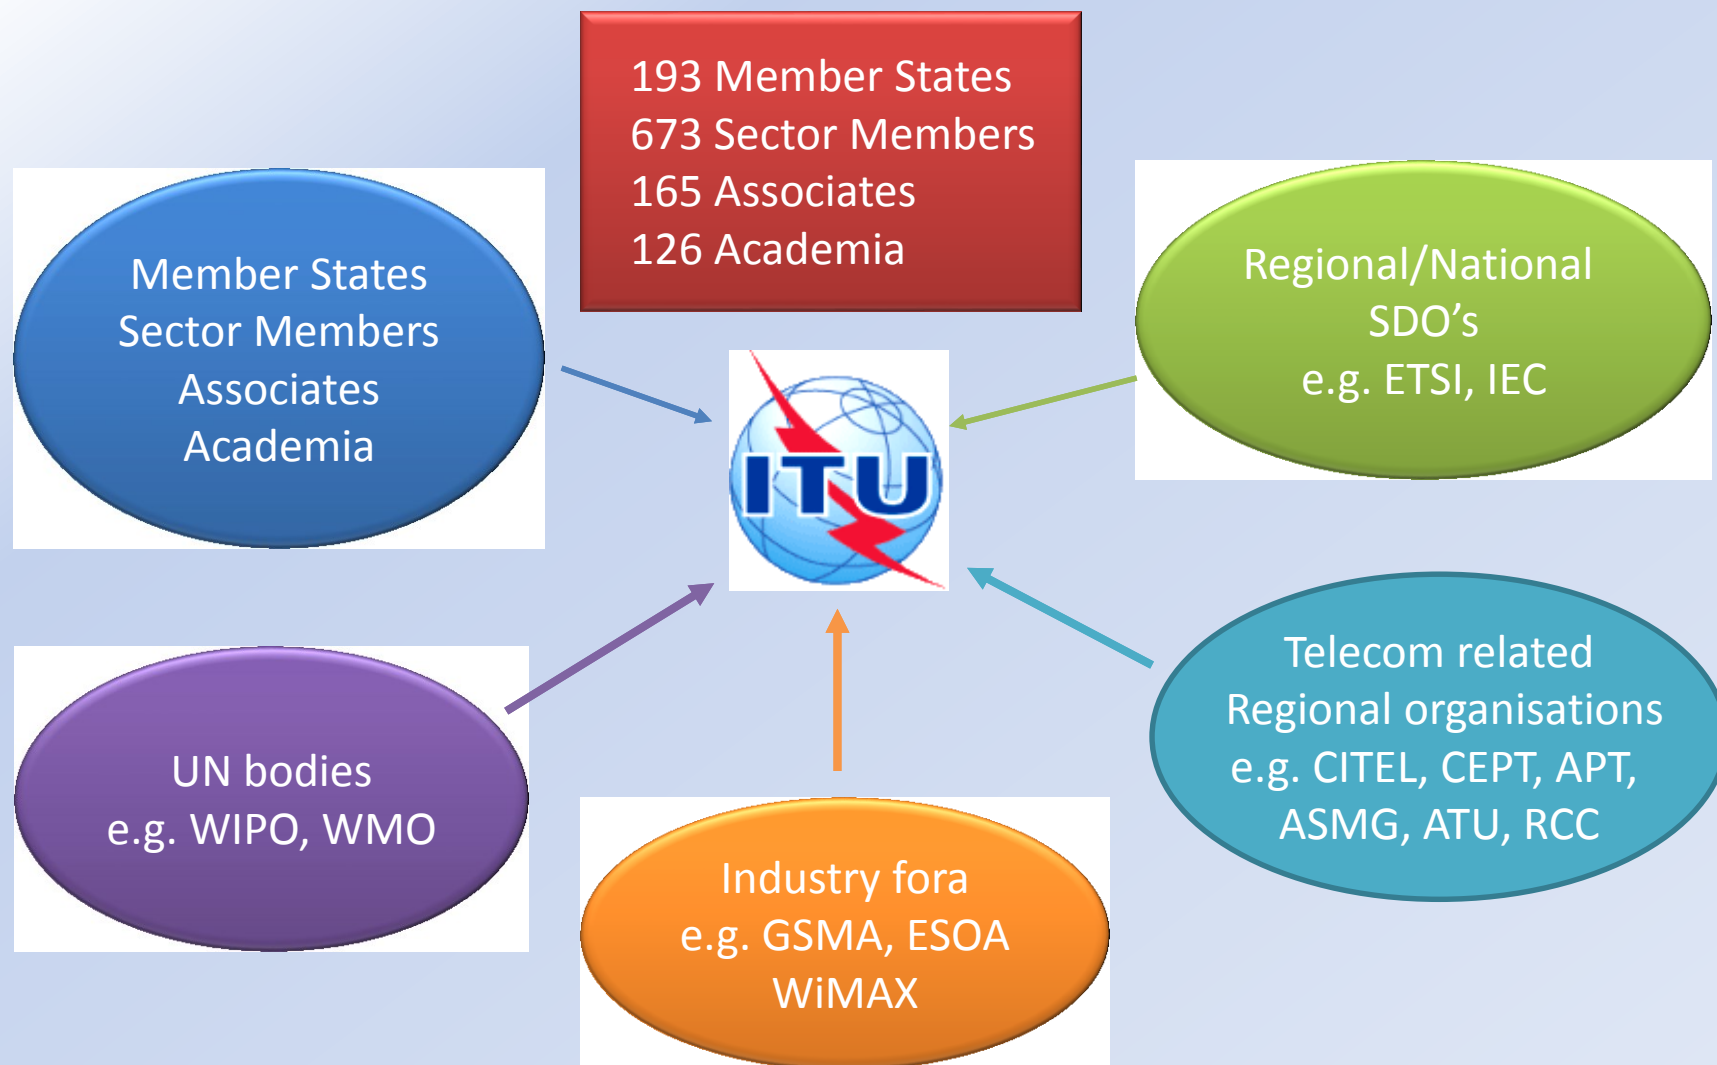 193 Member States
673 Sector Members
165 Associates
126 Academia
Member States
Sector Members
Associates
Academia
Regional/National
SDO’s
e.g. ETSI, IEC
ITU
UN bodies
e.g. WIPO, WMO
Industry fora
e.g. GSMA, ESOA
WiMAX
Telecom related
Regional organisations
e.g. CITEL, CEPT, APT,
ASMG, ATU, RCC